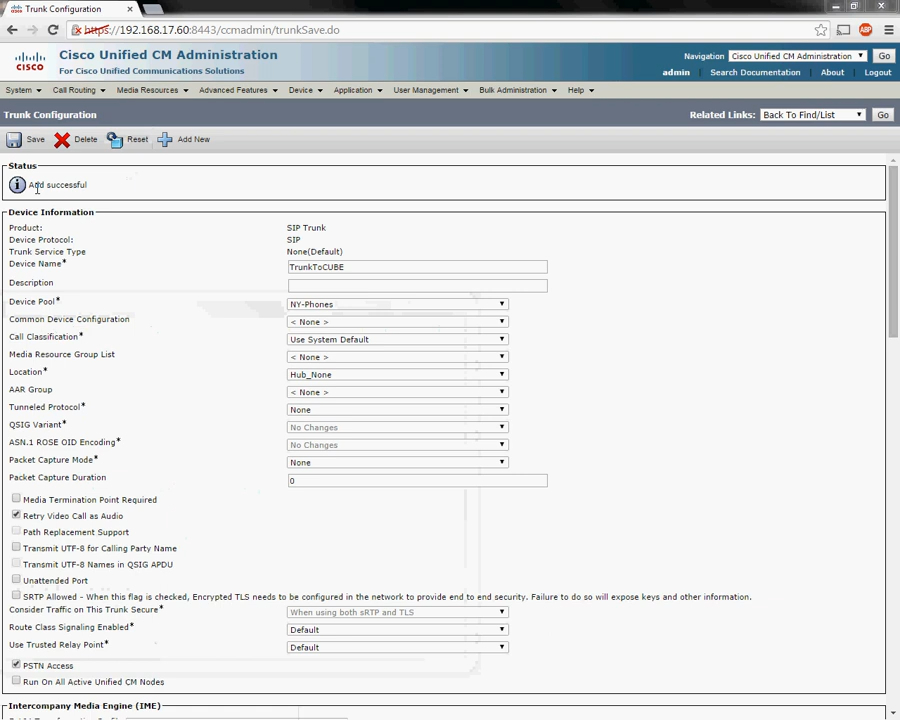 Trunk Configuration
https://192.168.17.60:8443/ccmadmin/trunkSave.do
ABP
CISCO
Cisco Unified CM Administration
For Cisco Unified Communications Solutions
Navigation Cisco Unified CM Administration Go
admin Search Documentation About Logout
System Call Routing Media Resources Advanced Features Device Application User Management Bulk Administration Help
Trunk Configuration
Related Links: Back To Find/List Go
Save Delete Reset Add New
Status
Add successful
Device Information
Product: SIP Trunk
Device Protocol: SIP
Trunk Service Type None(Default)
Device Name* TrunkToCUBE
Description
Device Pool* NY-Phones
Common Device Configuration < None >
Call Classification* Use System Default
Media Resource Group List < None >
Location* Hub_None
AAR Group < None >
Tunneled Protocol* None
QSIG Variant* No Changes
ASN.1 ROSE OID Encoding* No Changes
Packet Capture Mode* None
Packet Capture Duration 0
Media Termination Point Required
Retry Video Call as Audio
Path Replacement Support
Transmit UTF-8 for Calling Party Name
Transmit UTF-8 Names in QSIG APDU
Unattended Port
SRTP Allowed - When this flag is checked, Encrypted TLS needs to be configured in the network to provide end to end security. Failure to do so will expose keys and other information.
Consider Traffic on This Trunk Secure* When using both sRTP and TLS
Route Class Signaling Enabled* Default
Use Trusted Relay Point* Default
PSTN Access
Run On All Active Unified CM Nodes
Intercompany Media Engine (IME)